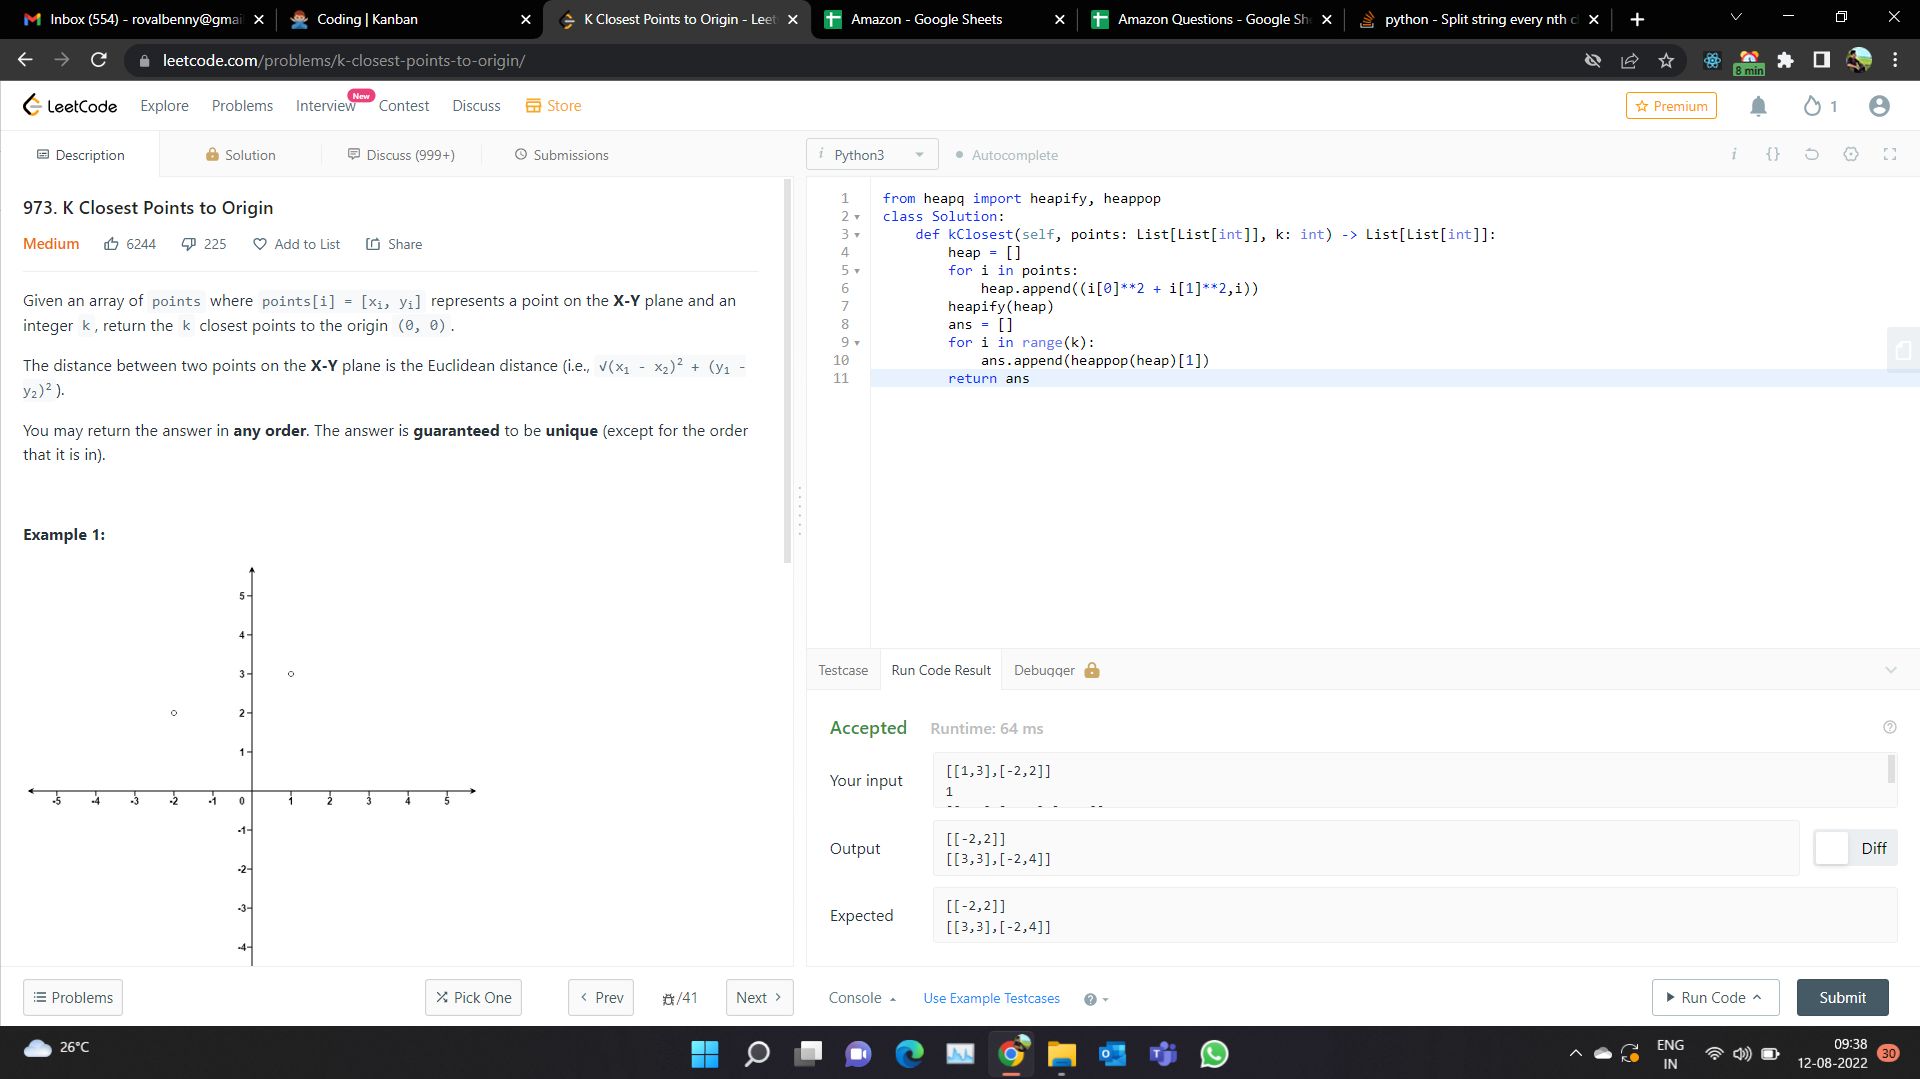 Inbox (554) - rovalbenny@gmai
Coding | Kanban
K Closest Points to Origin - Leet
Amazon - Google Sheets
Amazon Questions - Google She
python - Split string every nth c
leetcode.com/problems/k-closest-points-to-origin/
8 min
LeetCode
Explore
Problems
Interview
New
Contest
Discuss
Store
Premium
1
Description
Solution
Discuss (999+)
Submissions
i Python3
Autocomplete
i {}
973. K Closest Points to Origin
Medium
6244
225
Add to List
Share
Given an array of points where points[i] = [xi, yi] represents a point on the X-Y plane and an
integer k, return the k closest points to the origin (0, 0).
The distance between two points on the X-Y plane is the Euclidean distance (i.e., √(x1 - x2)² + (y1 -
y2)²).
You may return the answer in any order. The answer is guaranteed to be unique (except for the order
that it is in).
Example 1:
5
4
3
2
1
-5 -4 -3 -2 -1 0 1 2 3 4 5
-1
-2
-3
-4
1 from heapq import heapify, heappop
2 class Solution:
3 def kClosest(self, points: List[List[int]], k: int) -> List[List[int]]:
4 heap = []
5 for i in points:
6 heap.append((i[0]**2 + i[1]**2,i))
7 heapify(heap)
8 ans = []
9 for i in range(k):
10 ans.append(heappop(heap)[1])
11 return ans
Testcase
Run Code Result
Debugger
Accepted
Runtime: 64 ms
Your input
[[1,3],[-2,2]]
1
Output
[[-2,2]]
[[3,3],[-2,4]]
Diff
Expected
[[-2,2]]
[[3,3],[-2,4]]
Problems
Pick One
Prev
/41
Next
Console
Use Example Testcases
Run Code
Submit
26°C
ENG
IN
09:38
12-08-2022
30